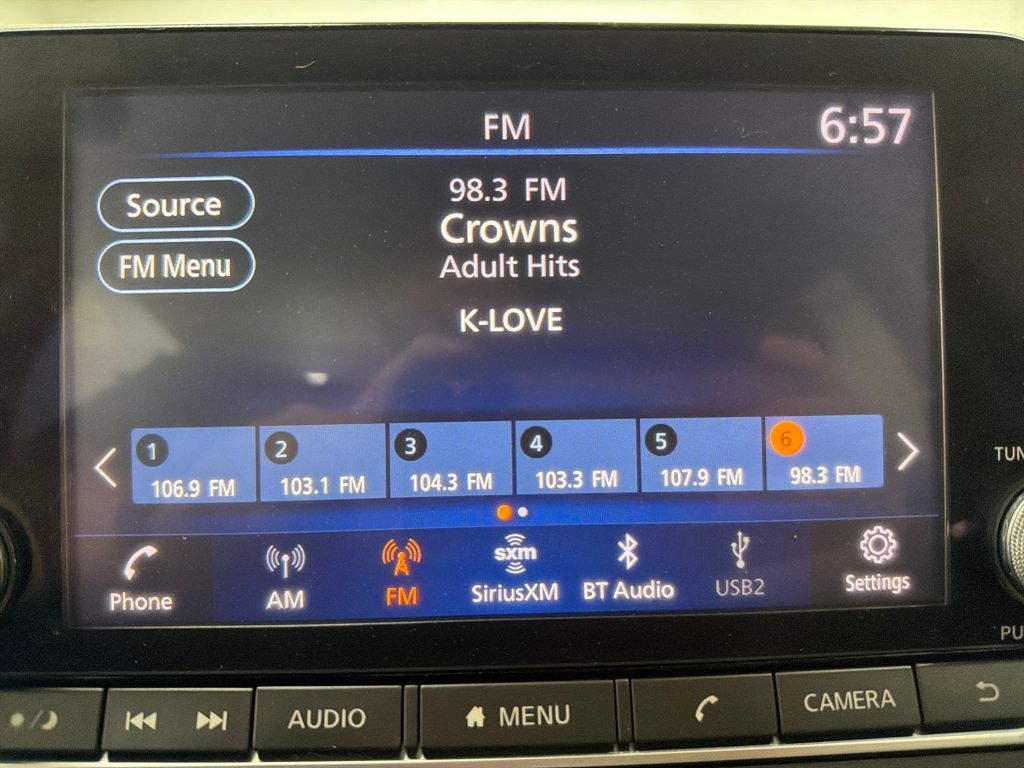 FM
6:57
Source
98.3 FM
Crowns
FM Menu
Adult Hits
K-LOVE
1 2 3 4 5 6
106.9 FM 103.1 FM 104.3 FM 103.3 FM 107.9 FM 98.3 FM
sxm
Phone AM FM SiriusXM BT Audio USB2 Settings
TUN
PU
AUDIO MENU CAMERA